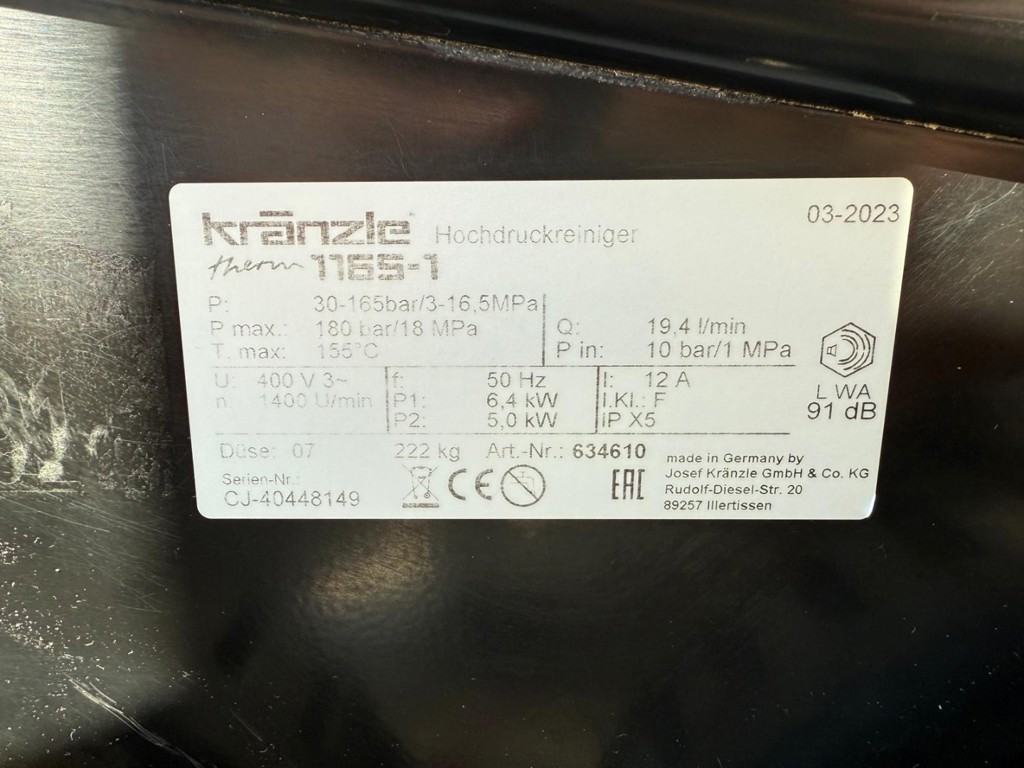 kränzle Hochdruckreiniger 03-2023
therm 1165-1
P: 30-165bar/3-16,5MPa
P max.: 180 bar/18 MPa Q: 19,4 l/min
T. max: 155°C P in: 10 bar/1 MPa
U: 400 V 3~ f: 50 Hz I: 12 A
n: 1400 U/min P1: 6,4 kW I.Kl.: F
P2: 5,0 kW IP X5
L WA
91 dB
Düse: 07 222 kg Art.-Nr.: 634610
Serien-Nr.:
CJ-40448149
CE EAC
made in Germany by
Josef Kränzle GmbH & Co. KG
Rudolf-Diesel-Str. 20
89257 Illertissen